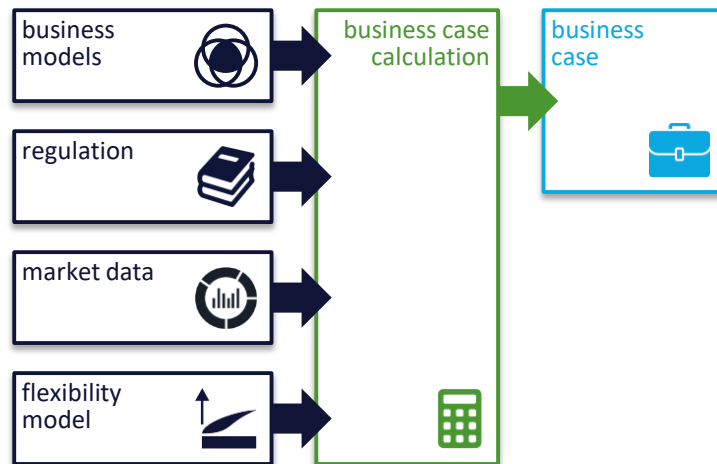 business
models
regulation
market data
flexibility
model
business case
calculation
business
case